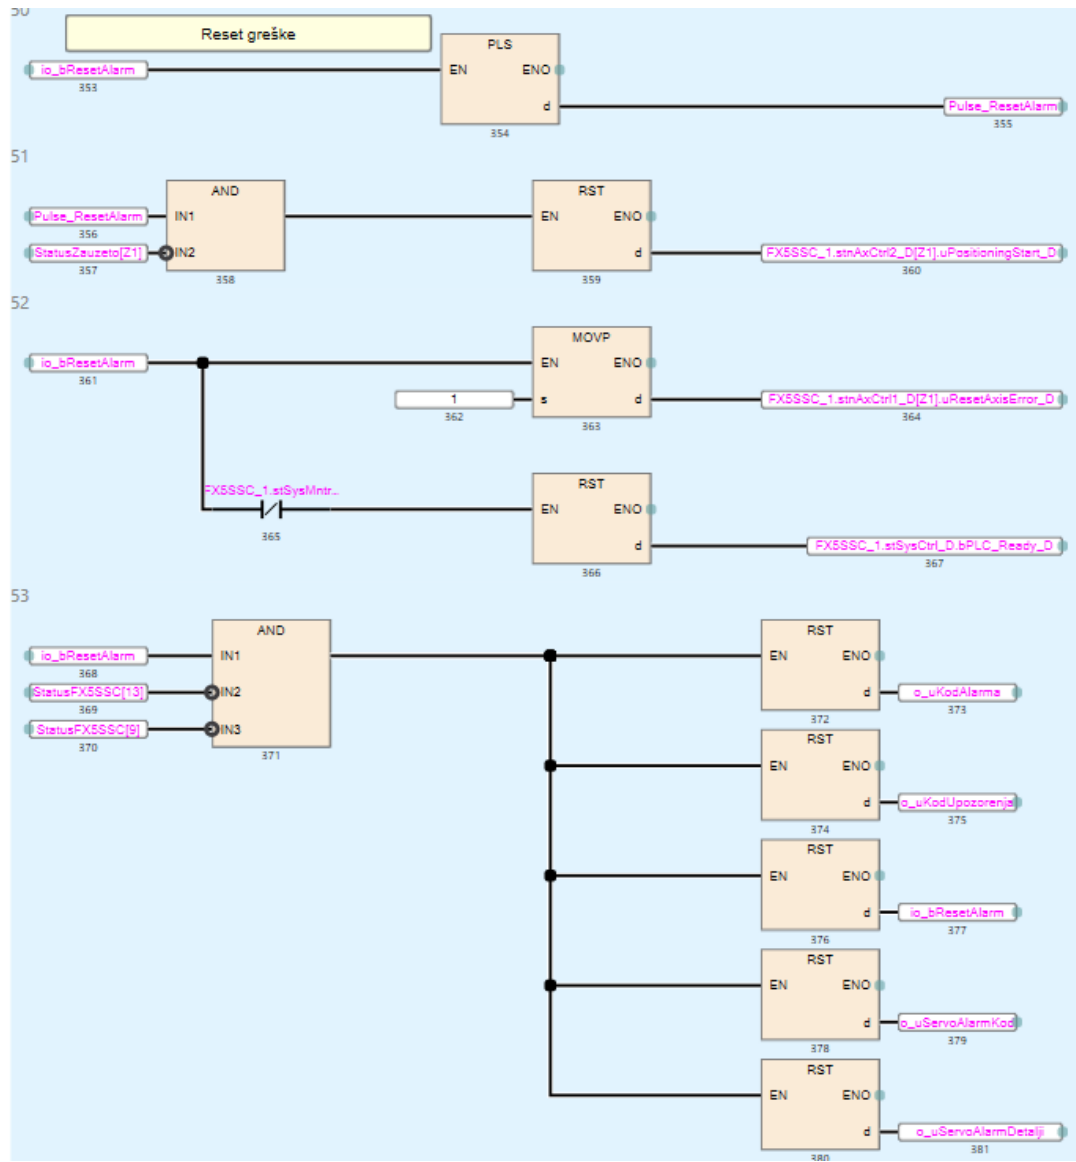 50
Reset greške
PLS
io_bResetAlarm
EN
ENO
353
d
Pulse_ResetAlarm
354
355
51
AND
RST
Pulse_ResetAlarm
IN1
EN
ENO
356
StatusZauzeto[Z1]
IN2
d
FX5SSC_1.stnAxCtrl2_D[Z1].uPositioningStart_D
357
358
359
360
52
MOVP
io_bResetAlarm
EN
ENO
361
1
s
d
FX5SSC_1.stnAxCtrl1_D[Z1].uResetAxisError_D
362
363
364
RST
FX5SSC_1.stSysMntr...
EN
ENO
365
d
FX5SSC_1.stSysCtrl_D.bPLC_Ready_D
366
367
53
AND
RST
io_bResetAlarm
IN1
EN
ENO
368
StatusFX5SSC[13]
IN2
d
o_uKodAlarma
369
372
373
StatusFX5SSC[9]
IN3
370
371
RST
EN
ENO
d
o_uKodUpozorenja
374
375
RST
EN
ENO
d
io_bResetAlarm
376
377
RST
EN
ENO
d
o_uServoAlarmKod
378
379
RST
EN
ENO
d
o_uServoAlarmDetalji
380
381